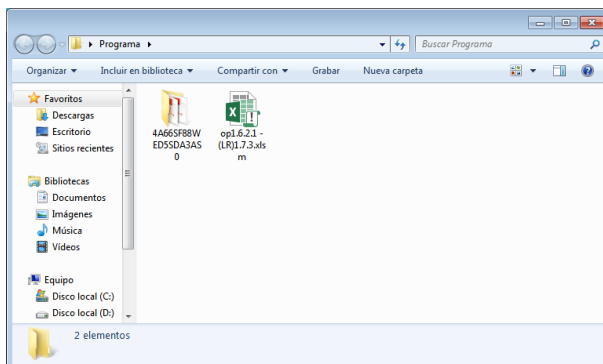 Programa
Buscar Programa
Organizar
Incluir en biblioteca
Compartir con
Grabar
Nueva carpeta
Favoritos
Descargas
Escritorio
Sitios recientes
Bibliotecas
Documentos
Imágenes
Música
Vídeos
Equipo
Disco local (C:)
Disco local (D:)
4A66SF88W
ED5SDA3AS
0
op1.6.2.1 -
(LR)1.7.3.xls
m
2 elementos